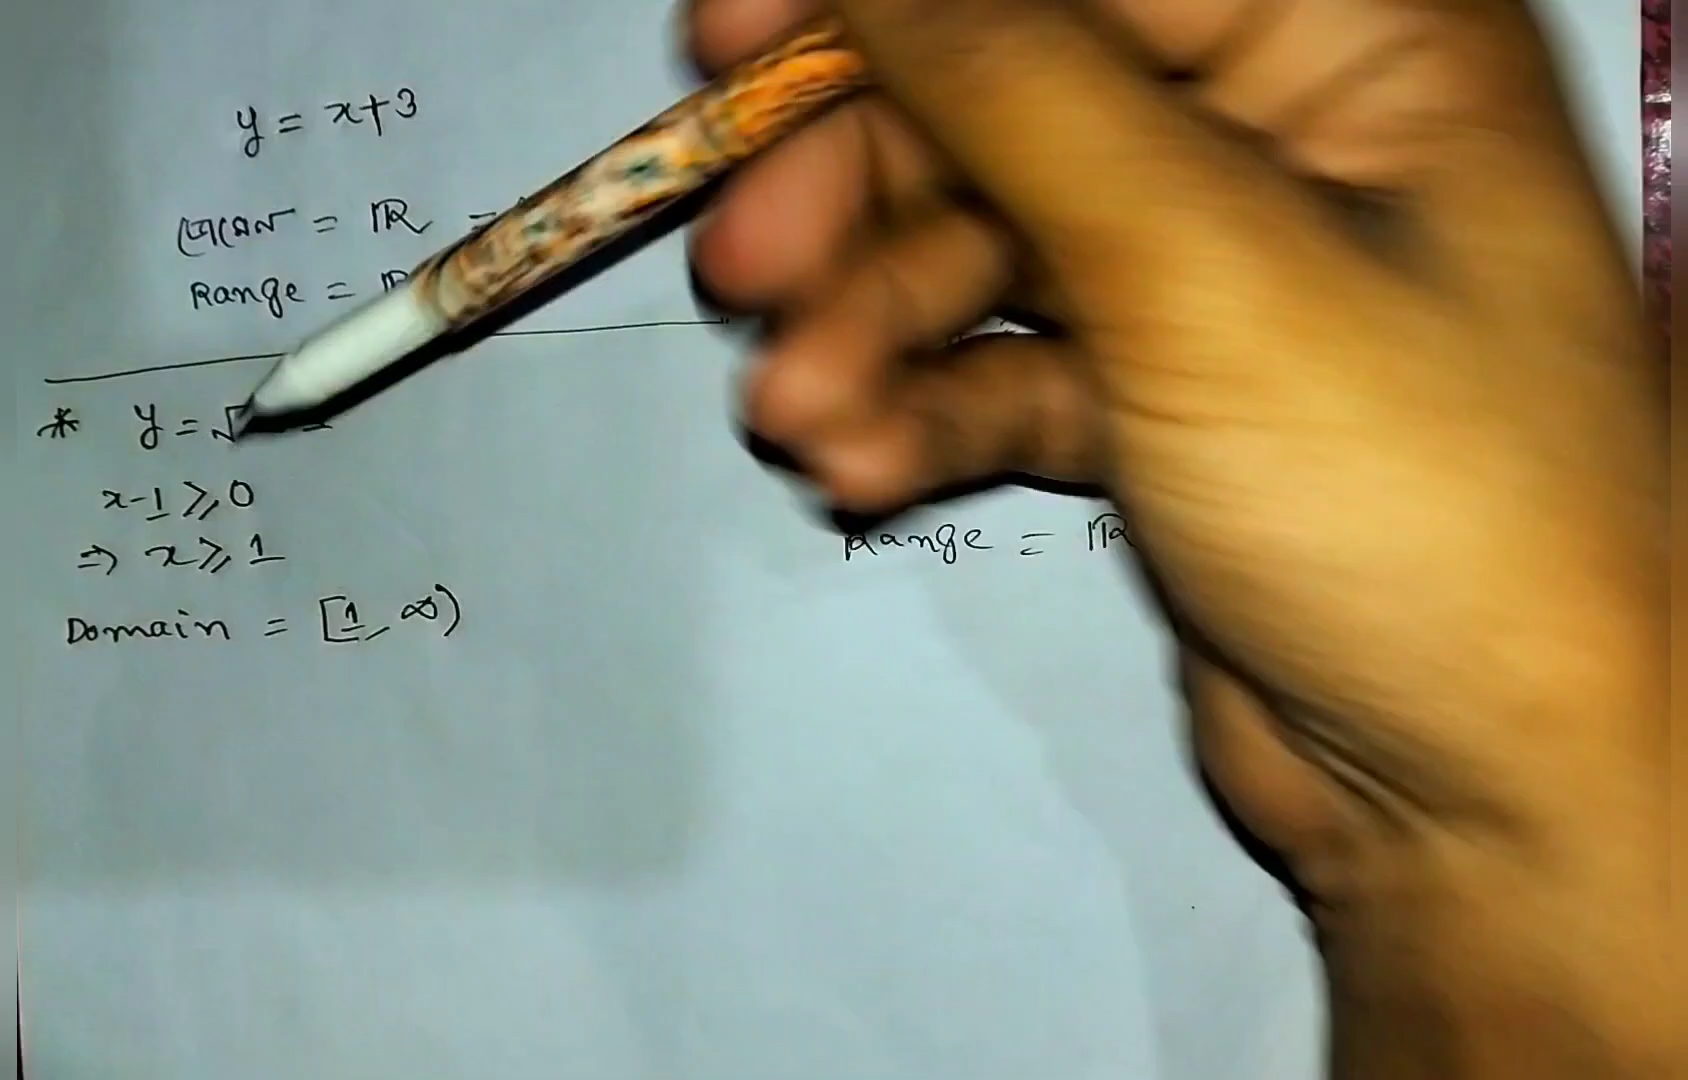 y = x+3
ডোমেন = ℝ =
Range = ℝ
* y = √
x-1 ≥ 0
⇒ x ≥ 1
Domain = [1, ∞)
Range = ℝ